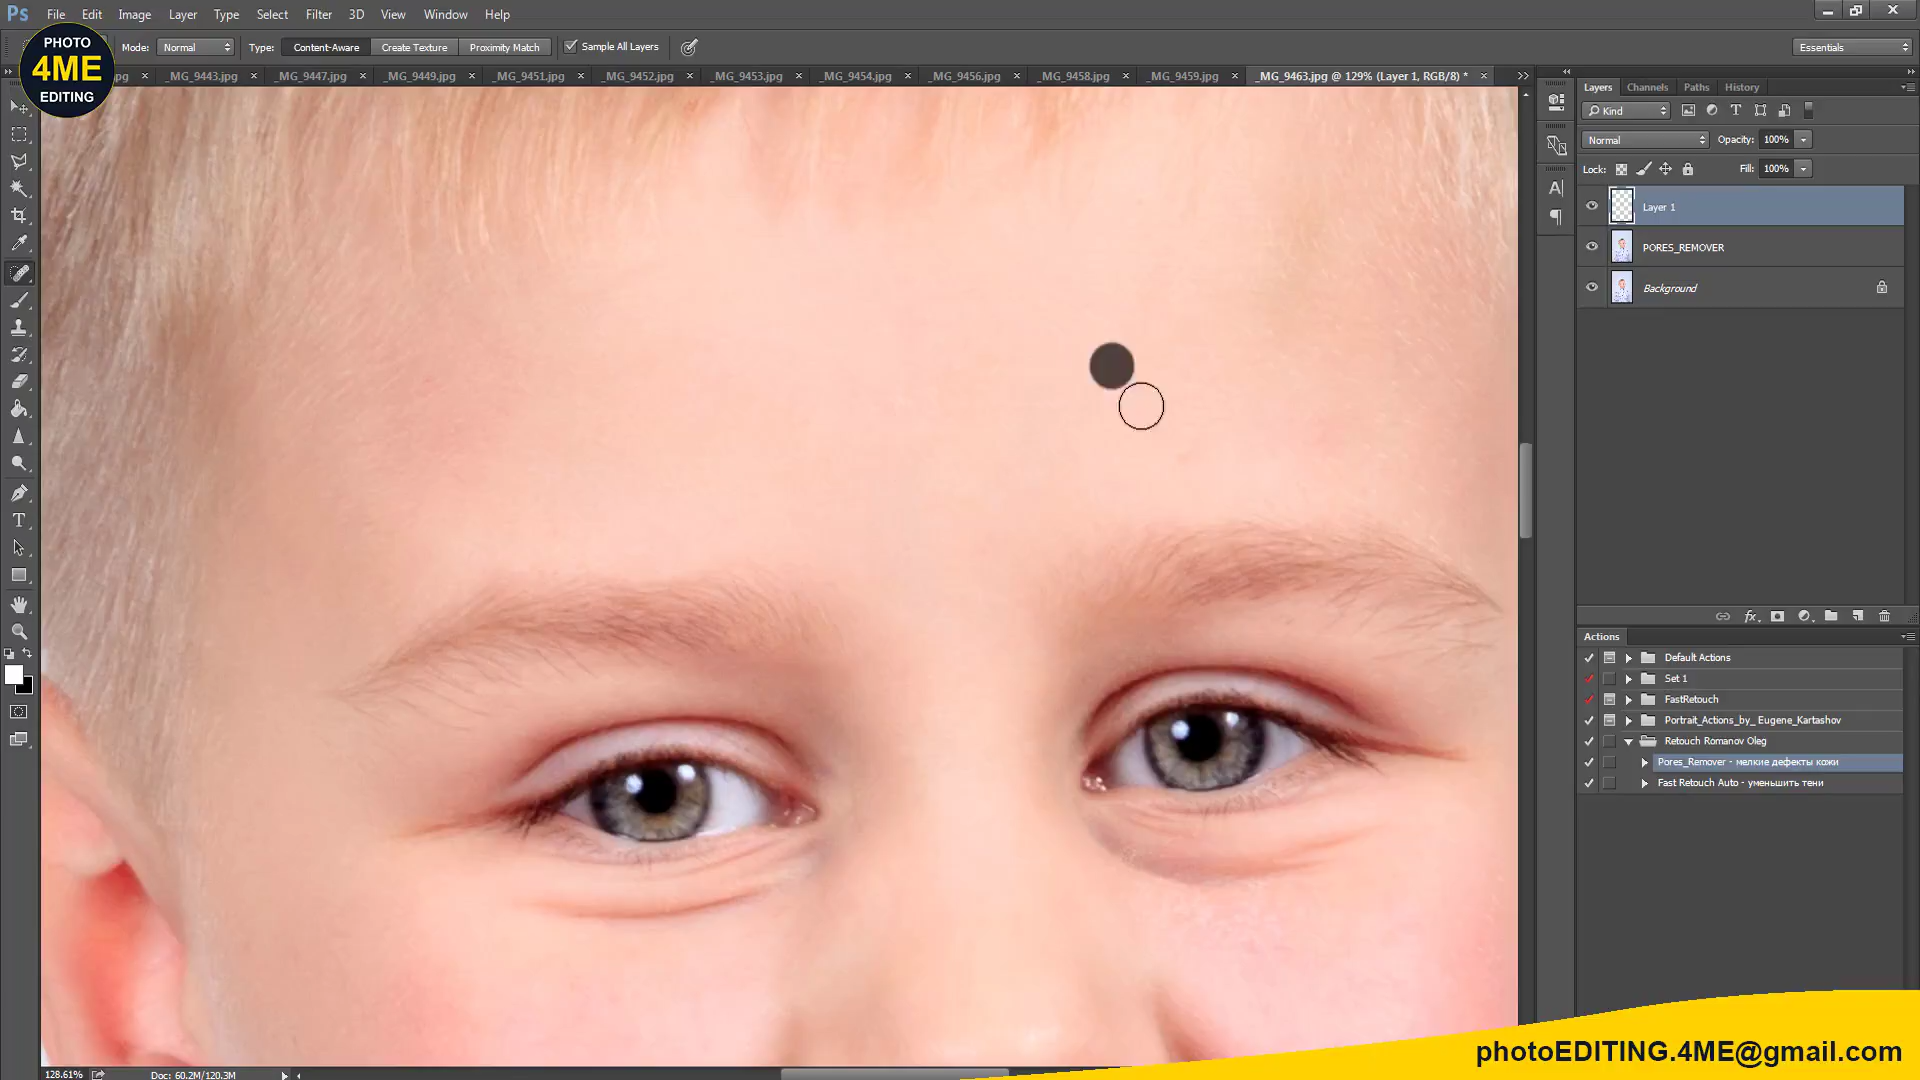 Ps File Edit Image Layer Type Select Filter 3D View Window Help
PHOTO
4ME
EDITING
Mode: Normal Type: Content-Aware Create Texture Proximity Match Sample All Layers Essentials
pg × _MG_9443.jpg × _MG_9447.jpg × _MG_9449.jpg × _MG_9451.jpg × _MG_9452.jpg × _MG_9453.jpg × _MG_9454.jpg × _MG_9456.jpg × _MG_9458.jpg × _MG_9459.jpg × _MG_9463.jpg @ 129% (Layer 1, RGB/8) * ×
Layers Channels Paths History
Kind
Normal Opacity: 100%
Lock: Fill: 100%
Layer 1
PORES_REMOVER
Background
Actions
Default Actions
Set 1
FastRetouch
Portrait_Actions_by_ Eugene_Kartashov
Retouch Romanov Oleg
Pores_Remover - мелкие дефекты кожи
Fast Retouch Auto - уменьшить тени
photoEDITING.4ME@gmail.com
128.61% Doc: 60.2M/120.3M